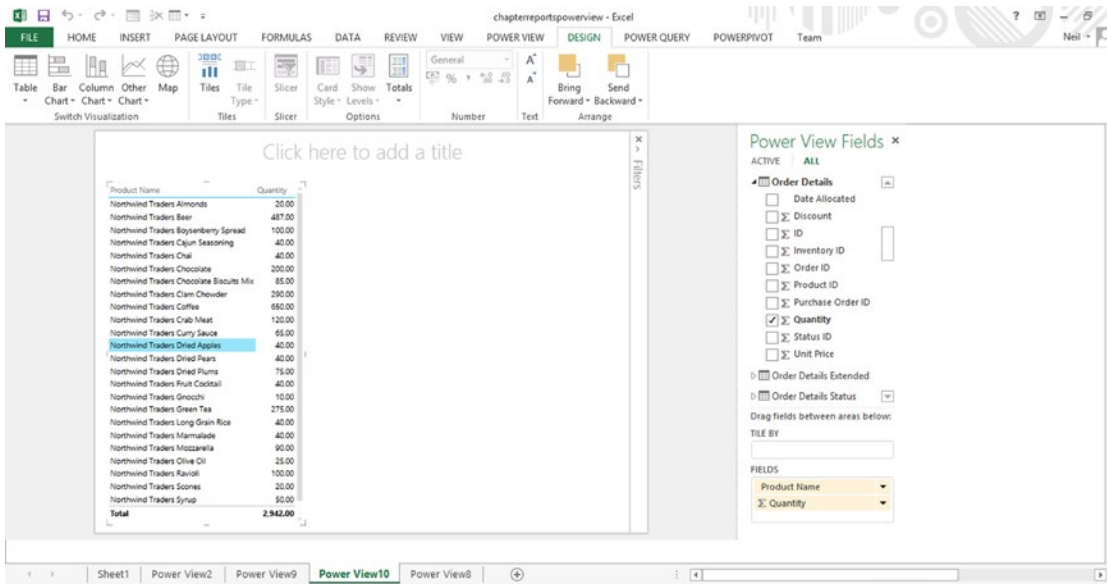 chapterreportspowerview - Excel
?
FILE HOME INSERT PAGE LAYOUT FORMULAS DATA REVIEW VIEW POWER VIEW DESIGN POWER QUERY POWERPIVOT Team Neil
Table Bar Chart Column Chart Other Chart Map Tiles Tile Type Slicer Card Style Show Levels Totals General % Bring Forward Send Backward
Switch Visualization Tiles Slicer Options Number Text Arrange
Click here to add a title
Filters
Product Name Quantity
Northwind Traders Almonds 20.00
Northwind Traders Beer 487.00
Northwind Traders Boysenberry Spread 100.00
Northwind Traders Cajun Seasoning 40.00
Northwind Traders Chai 40.00
Northwind Traders Chocolate 200.00
Northwind Traders Chocolate Biscuits Mix 85.00
Northwind Traders Clam Chowder 290.00
Northwind Traders Coffee 650.00
Northwind Traders Crab Meat 120.00
Northwind Traders Curry Sauce 65.00
Northwind Traders Dried Apples 40.00
Northwind Traders Dried Pears 40.00
Northwind Traders Dried Plums 75.00
Northwind Traders Fruit Cocktail 40.00
Northwind Traders Gnocchi 10.00
Northwind Traders Green Tea 275.00
Northwind Traders Long Grain Rice 40.00
Northwind Traders Marmalade 40.00
Northwind Traders Mozzarella 90.00
Northwind Traders Olive Oil 25.00
Northwind Traders Ravioli 100.00
Northwind Traders Scones 20.00
Northwind Traders Syrup 50.00
Total 2,942.00
Power View Fields
ACTIVE ALL
Order Details
Date Allocated
Σ Discount
Σ ID
Σ Inventory ID
Σ Order ID
Σ Product ID
Σ Purchase Order ID
Σ Quantity
Σ Status ID
Σ Unit Price
Order Details Extended
Order Details Status
Drag fields between areas below:
TILE BY
FIELDS
Product Name
Σ Quantity
Sheet1 Power View2 Power View9 Power View10 Power View8